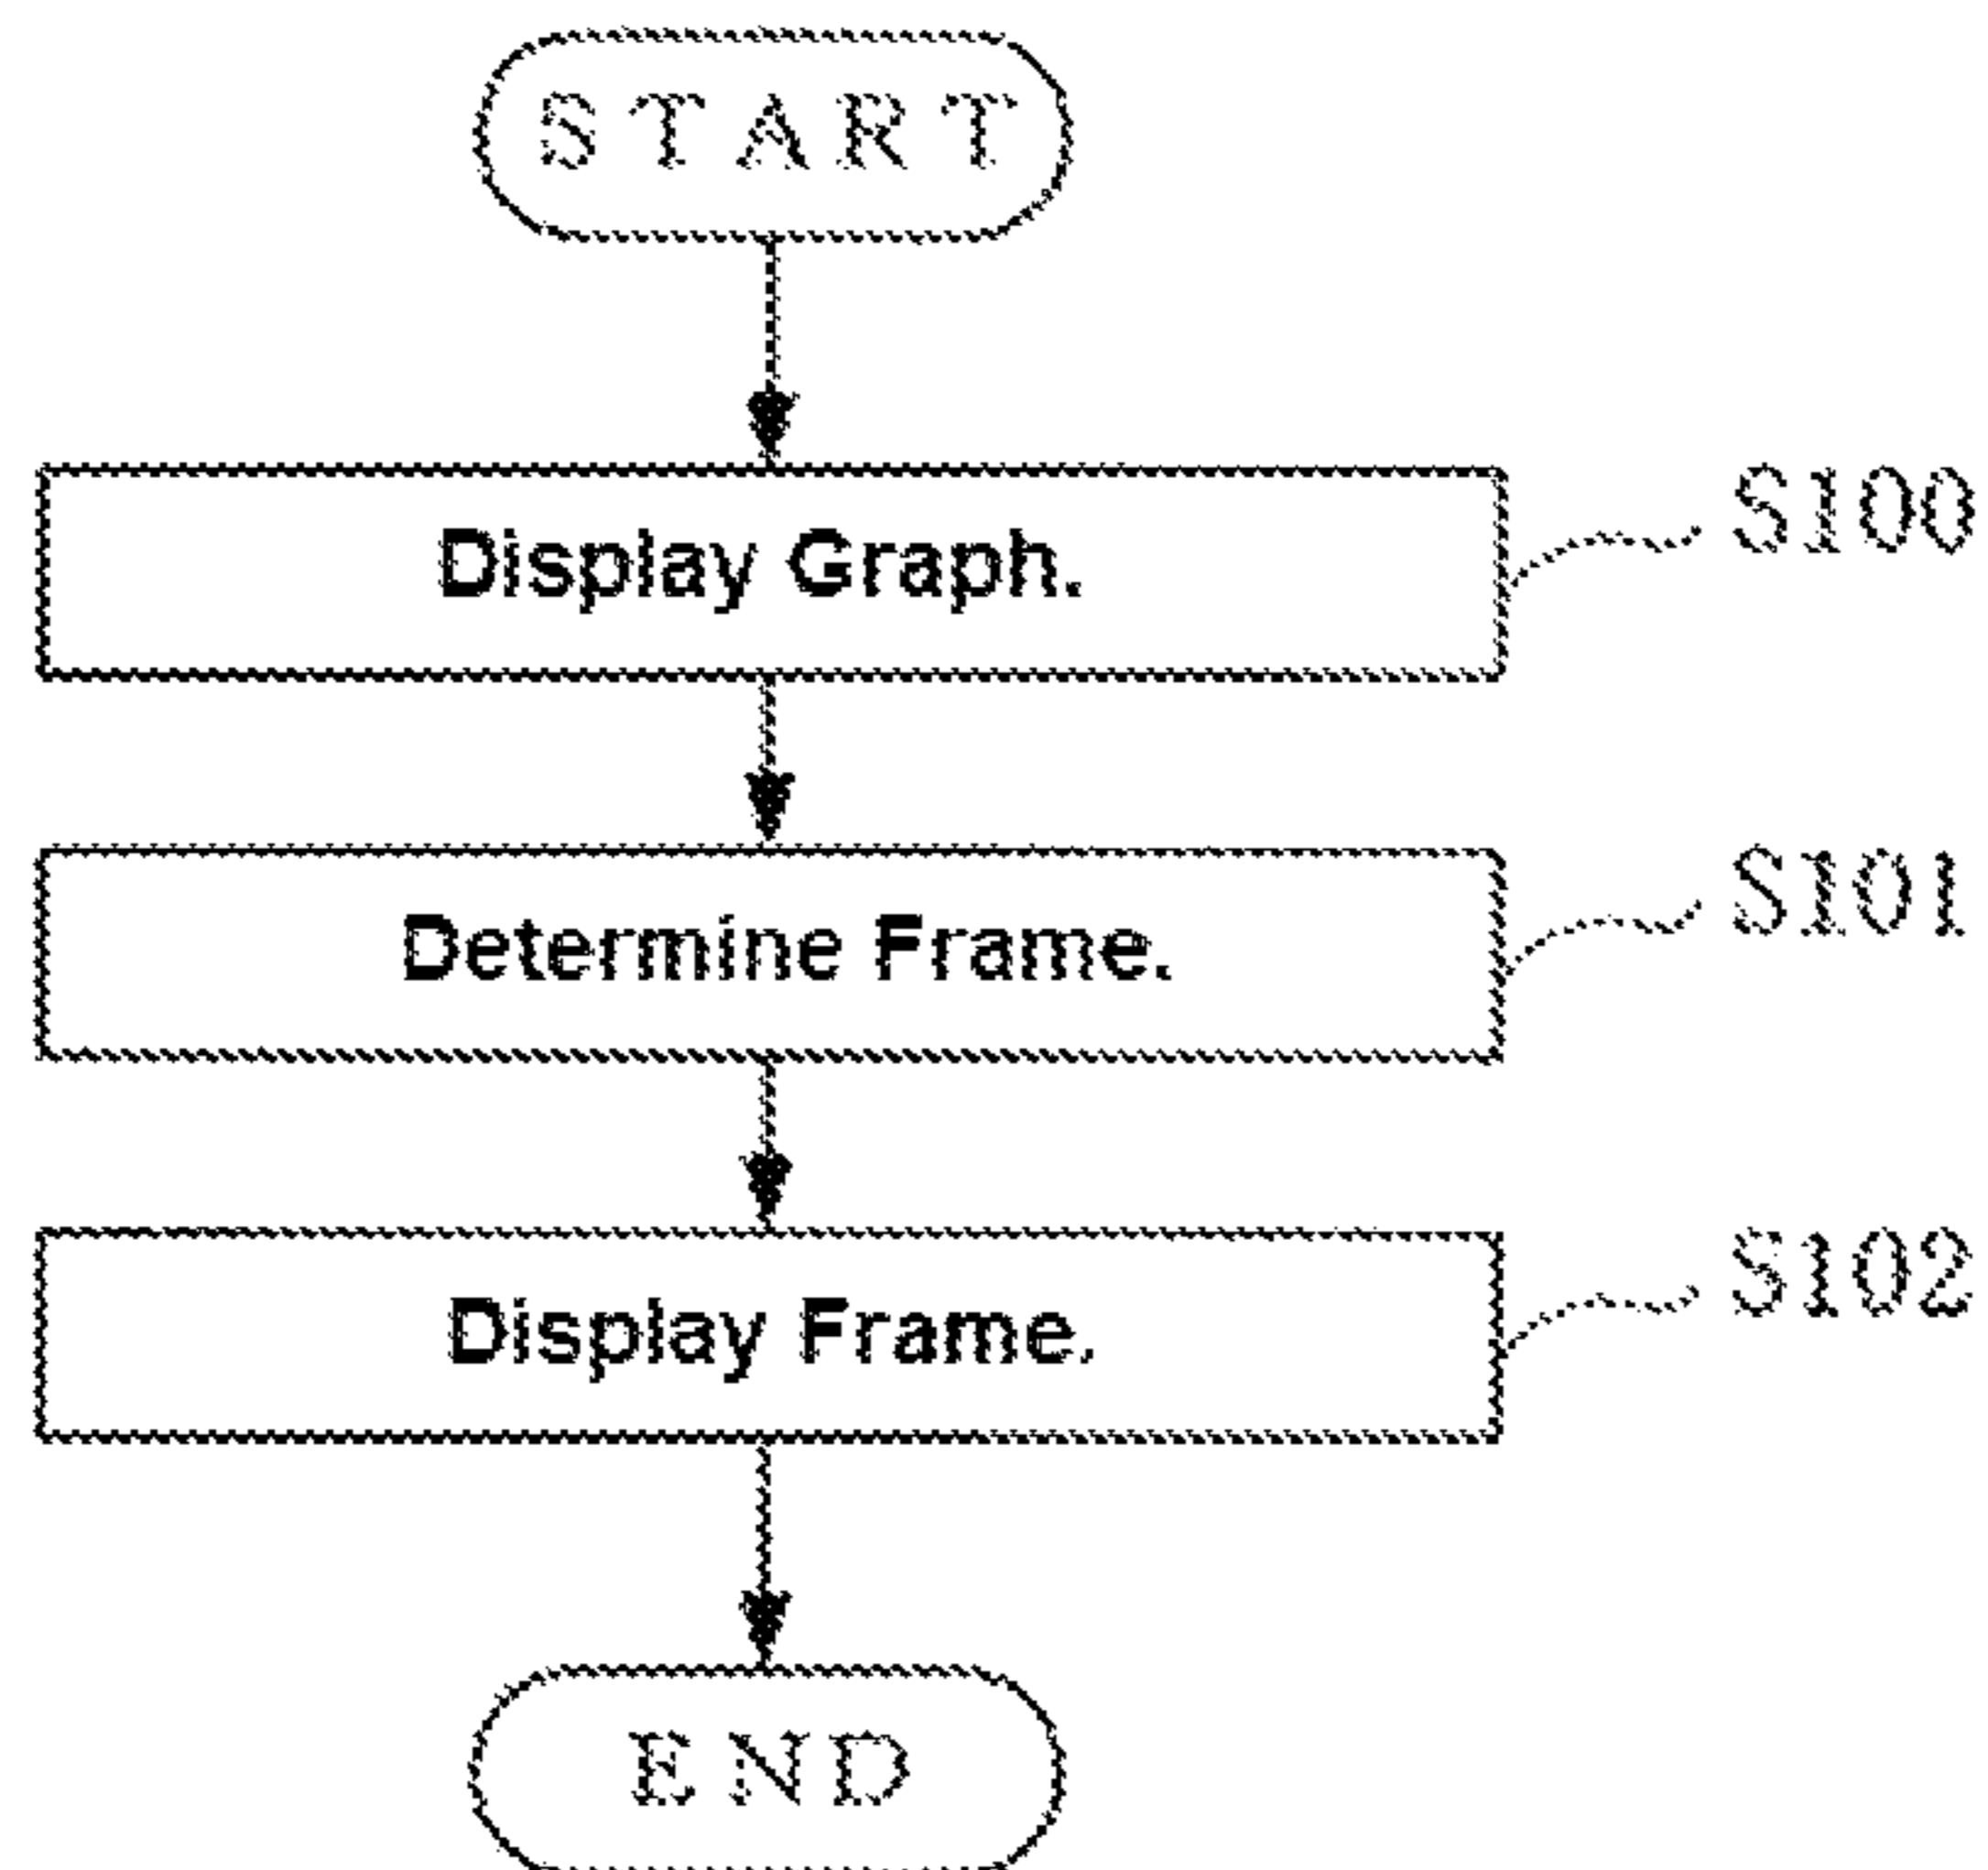 START
Display Graph.
S100
Determine Frame.
S101
Display Frame.
S102
END